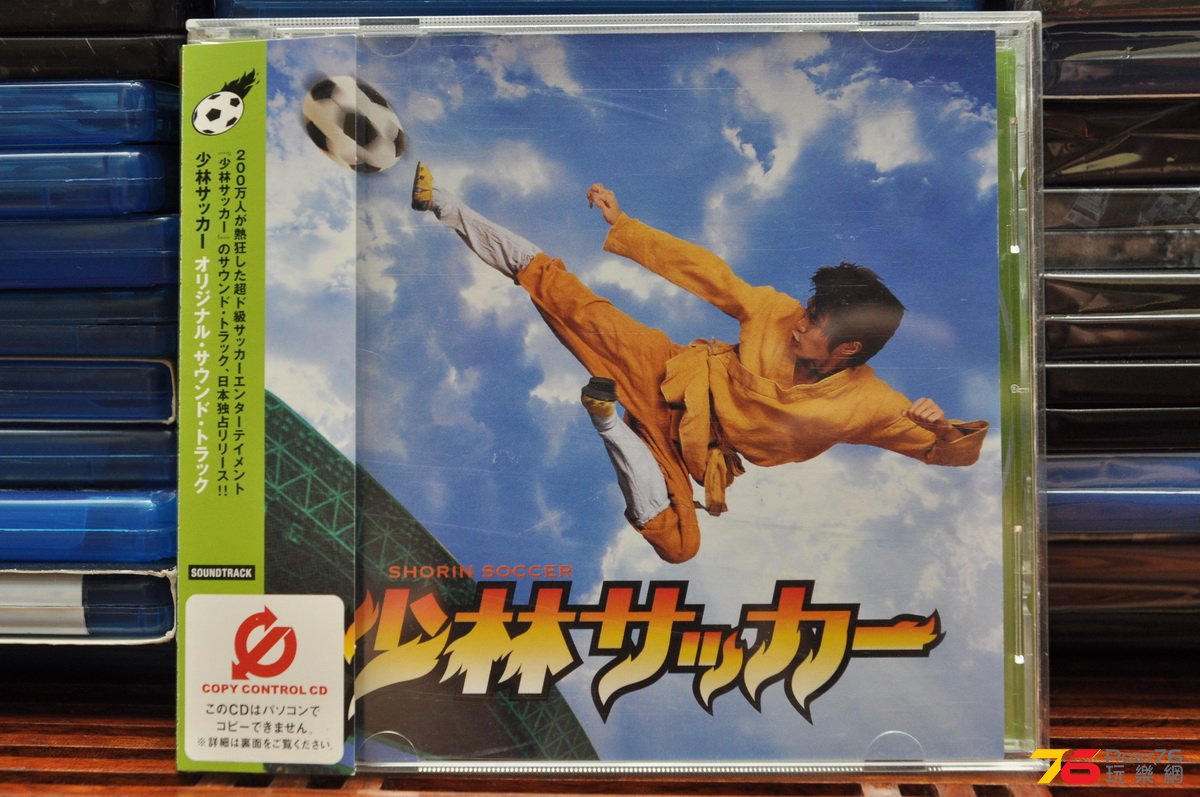 200万人が熱狂した超ド級サッカーエンターテイメント
『少林サッカー』のサウンド・トラック、日本独占リリース!!
少林サッカー オリジナル・サウンド・トラック
SOUNDTRACK
COPY CONTROL CD
このCDはパソコンで
コピーできません。
※詳細は裏面をご覧ください。
SHORIN SOCCER
少林サッカー
76
Post76
玩樂網